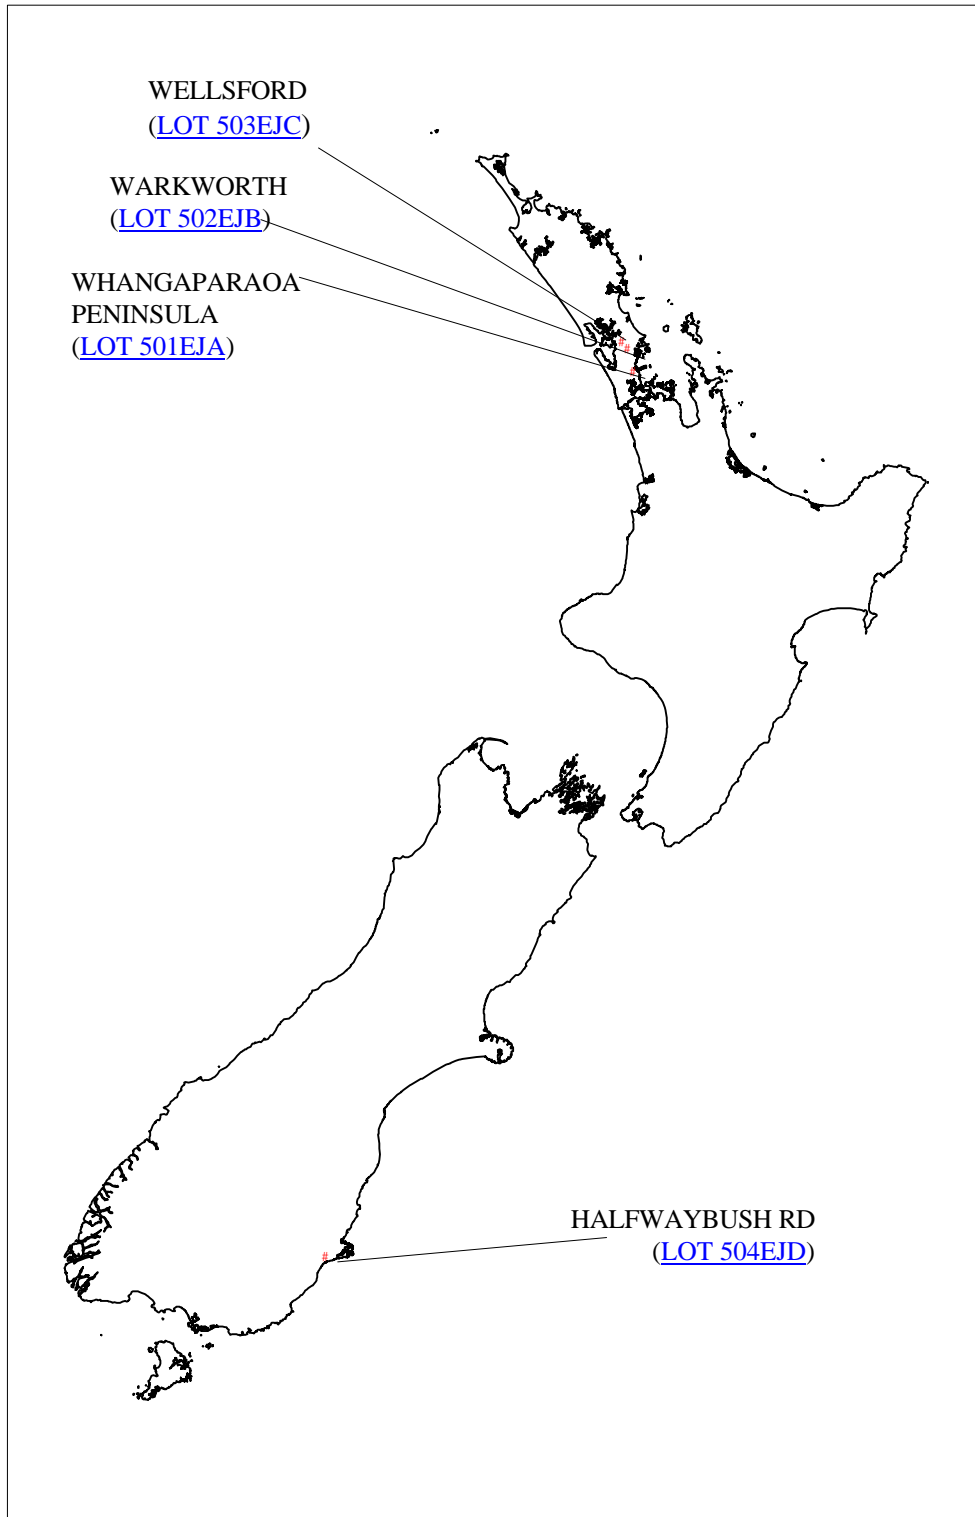 WELLSFORD
(LOT 503EJC)
WARKWORTH
(LOT 502EJB)
WHANGAPARAOA
PENINSULA
(LOT 501EJA)
#
#
#
HALFWAYBUSH RD
(LOT 504EJD)
#